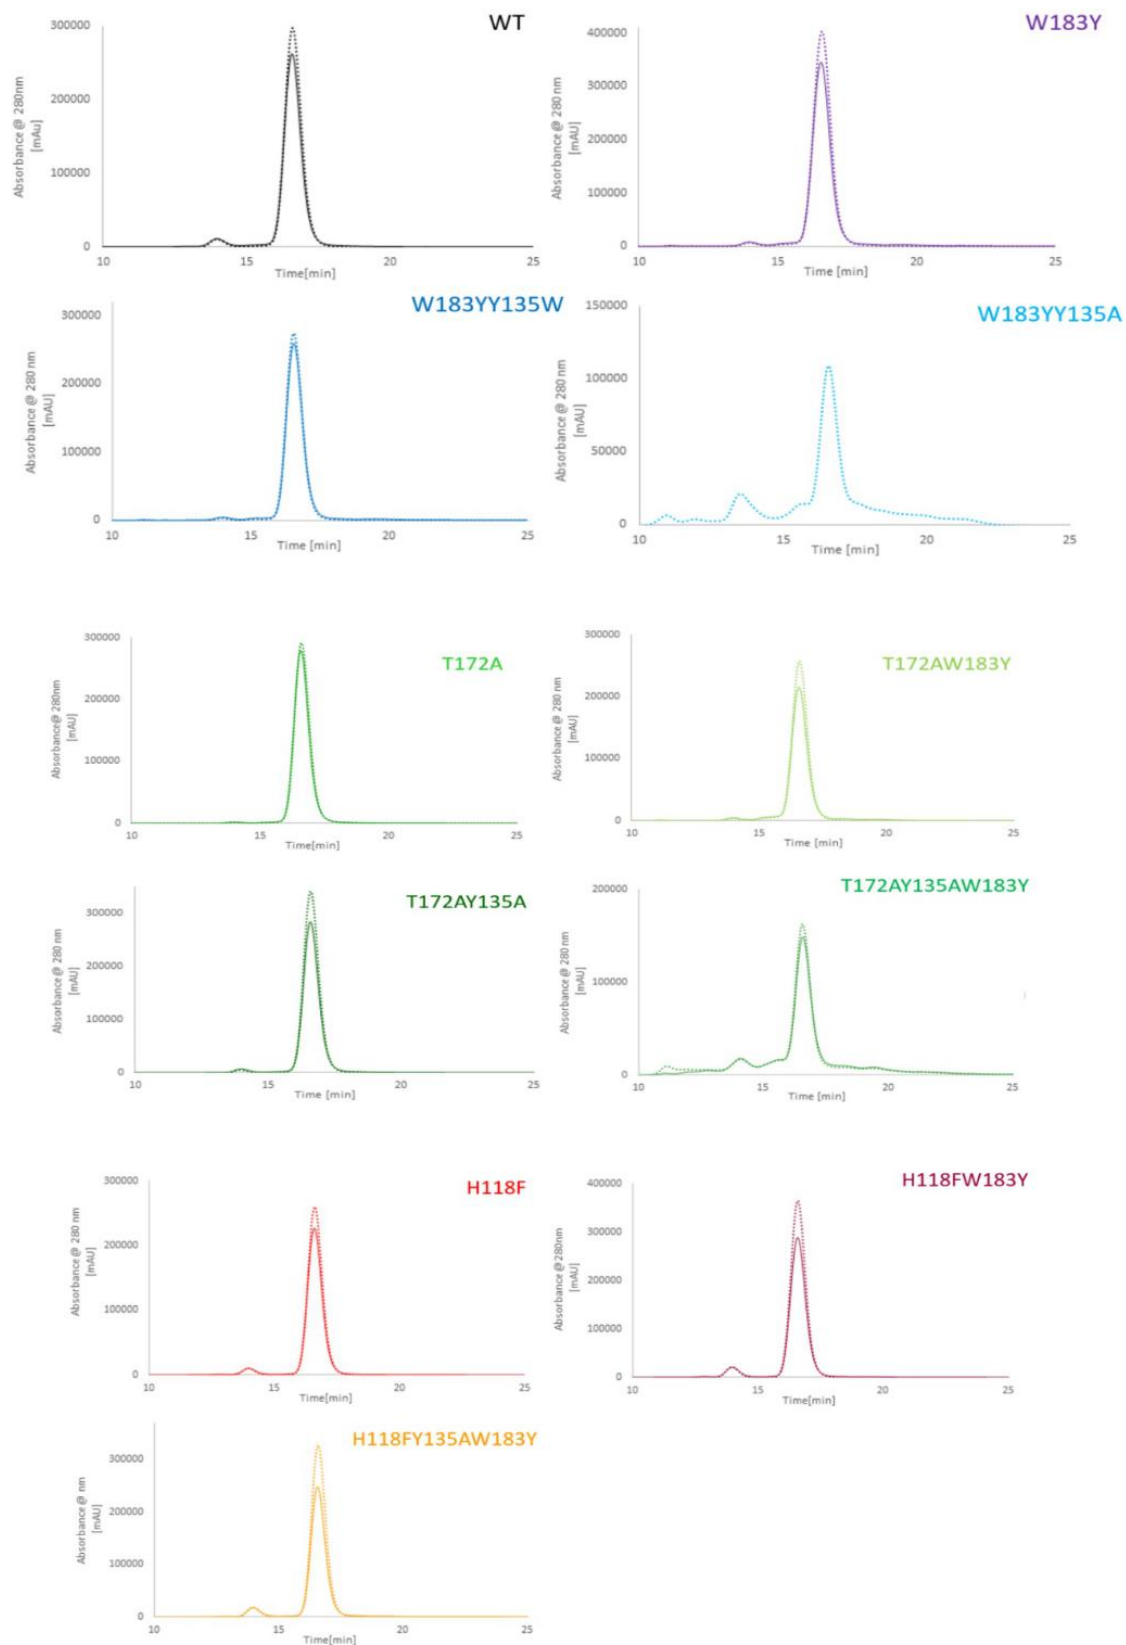 WT
Absorbance @ 280nm
[mAu]
300000
200000
100000
0
10 15 20 25
Time[min]
W183Y
Absorbance @ 280 nm
[mAU]
400000
300000
200000
100000
0
10 15 20 25
Time [min]
W183YY135W
Absorbance @ 280 nm
[mAU]
300000
200000
100000
0
10 15 20 25
Time [min]
W183YY135A
Absorbance @ 280 nm
[mAU]
150000
100000
50000
0
10 15 20 25
Time [min]
T172A
Absorbance@ 280nm
[mAU]
300000
200000
100000
0
10 15 20 25
Time[min]
T172AW183Y
Absorbance @ 280 nm
[mAU]
300000
200000
100000
0
10 15 20 25
Time [min]
T172AY135A
Absorbance@ 280 nm
[mAU]
300000
200000
100000
0
10 15 20 25
Time [min]
T172AY135AW183Y
Absorbance @ 280 nm
[mAU]
200000
100000
0
10 15 20 25
Time [min]
H118F
Absorbance @ 280 nm
[mAU]
300000
200000
100000
0
10 15 20 25
Time[min]
H118FW183Y
Absorbance @ 280nm
[mAU]
400000
300000
200000
100000
0
10 15 20 25
Time[min]
H118FY135AW183Y
Absorbance @ nm
[mAU]
300000
200000
100000
0
10 15 20 25
Time[min]